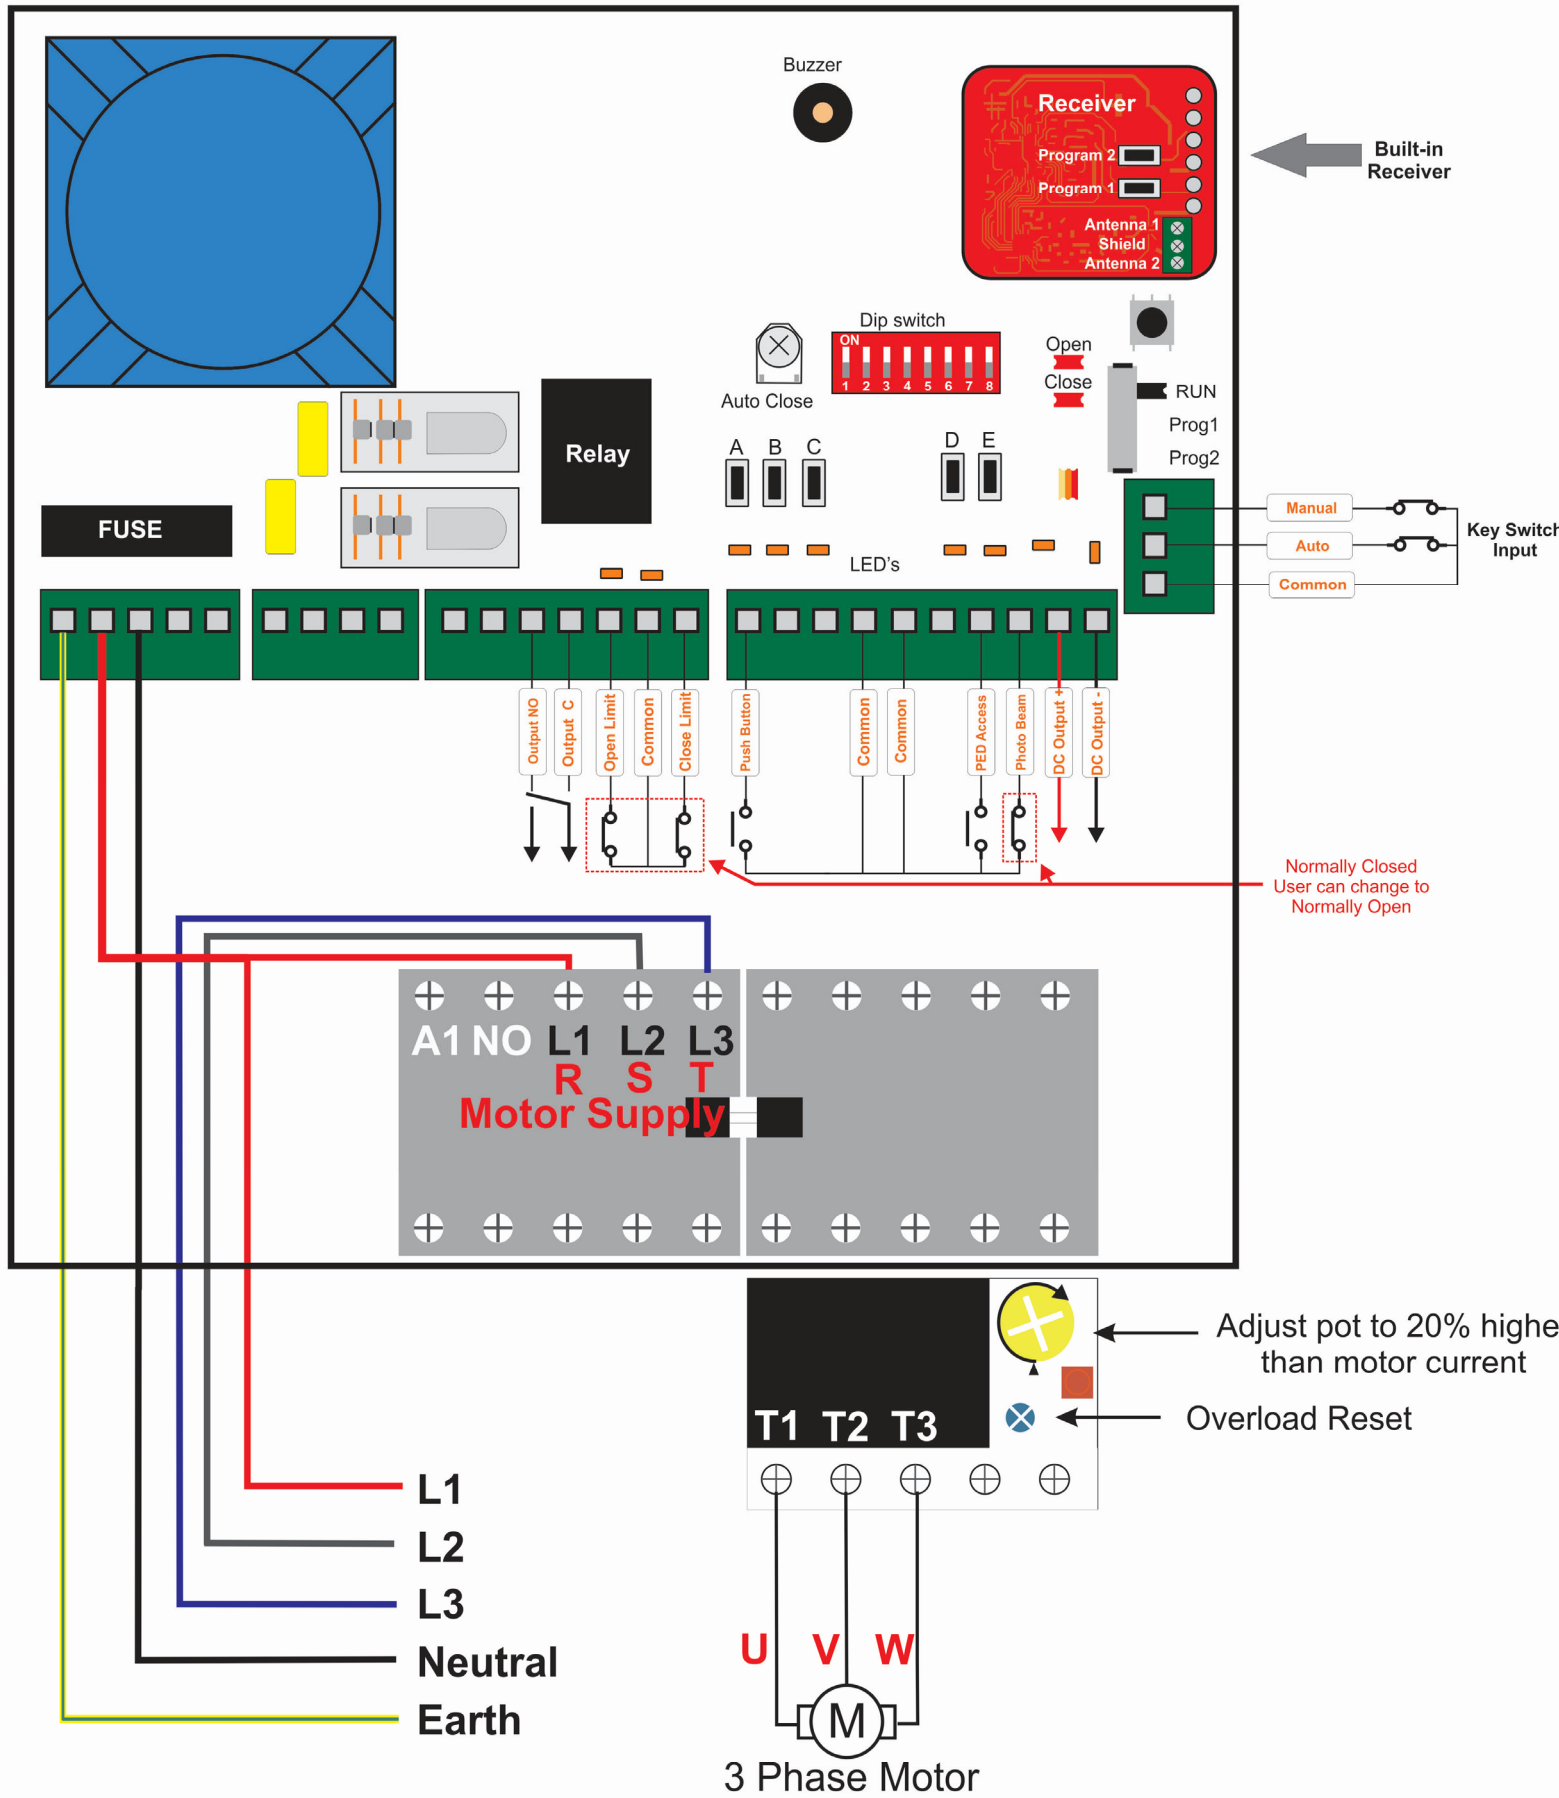 Buzzer
Receiver
Program 2
Program 1
Antenna 1
Shield
Antenna 2
Built-in
Receiver
Dip switch
ON
1 2 3 4 5 6 7 8
Auto Close
Open
Close
RUN
Prog1
Prog2
A B C
D E
Relay
FUSE
LED's
Manual
Auto
Common
Key Switch
Input
Output NO
Output C
Open Limit
Common
Close Limit
Push Button
Common
Common
PED Access
Photo Beam
DC Output +
DC Output -
Normally Closed
User can change to
Normally Open
A1 NO L1 L2 L3
R S T
Motor Supply
T1 T2 T3
Adjust pot to 20% highe
than motor current
Overload Reset
L1
L2
L3
Neutral
Earth
U V W
M
3 Phase Motor